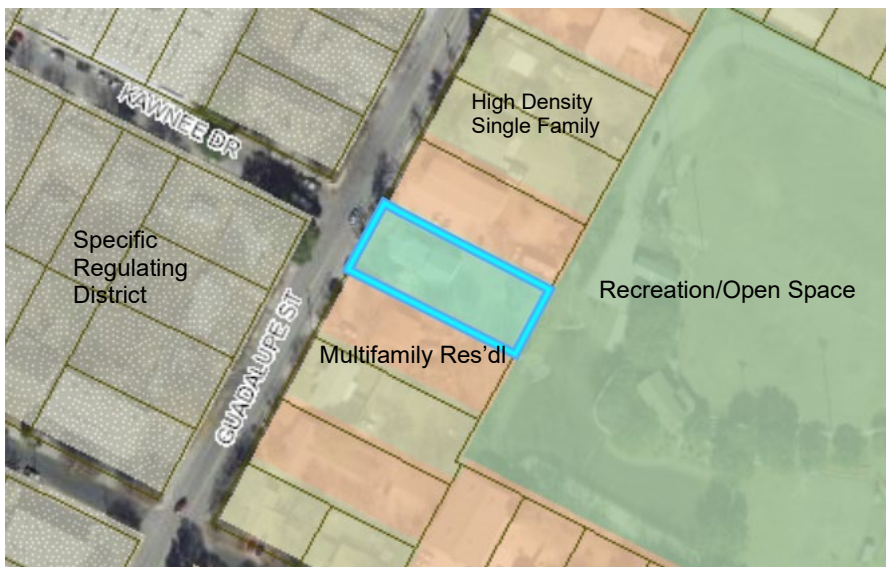 KAWNEE DR
High Density
Single Family
Specific
Regulating
District
Recreation/Open Space
GUADALUPE ST
Multifamily Res’dl